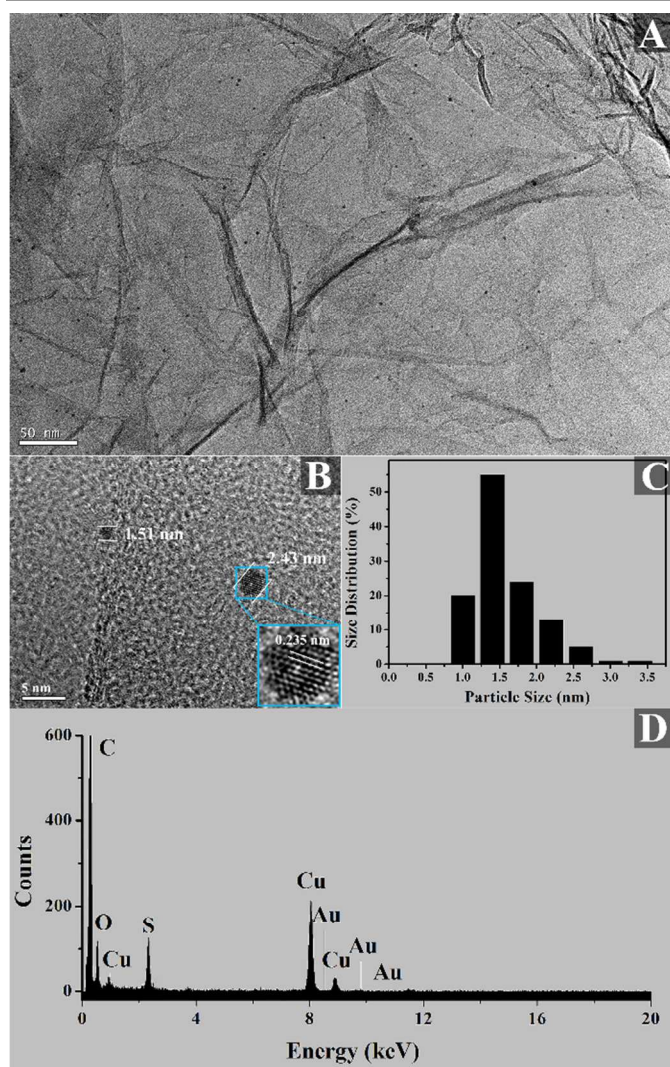 A
50 nm
B
1.51 nm
2.43 nm
0.235 nm
5 nm
C
Size Distribution (%)
50
40
30
20
10
0
0.0 0.5 1.0 1.5 2.0 2.5 3.0 3.5
Particle Size (nm)
D
Counts
600
400
200
0
C
O
Cu
S
Cu
Au
Cu
Au
Au
0 4 8 12 16 20
Energy (keV)